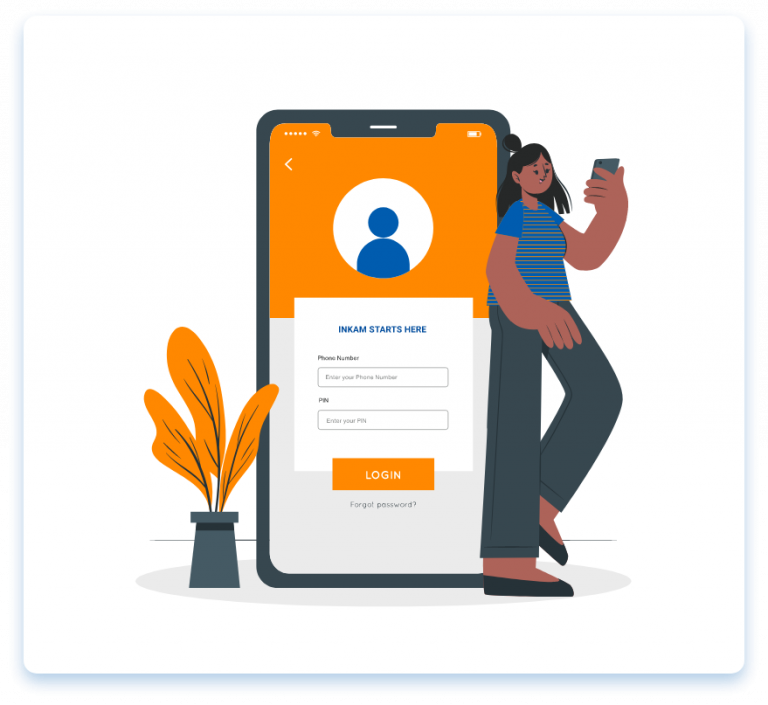 INKAM STARTS HERE
Phone Number
Enter your Phone Number
PIN
Enter your PIN
LOGIN
Forgot password?